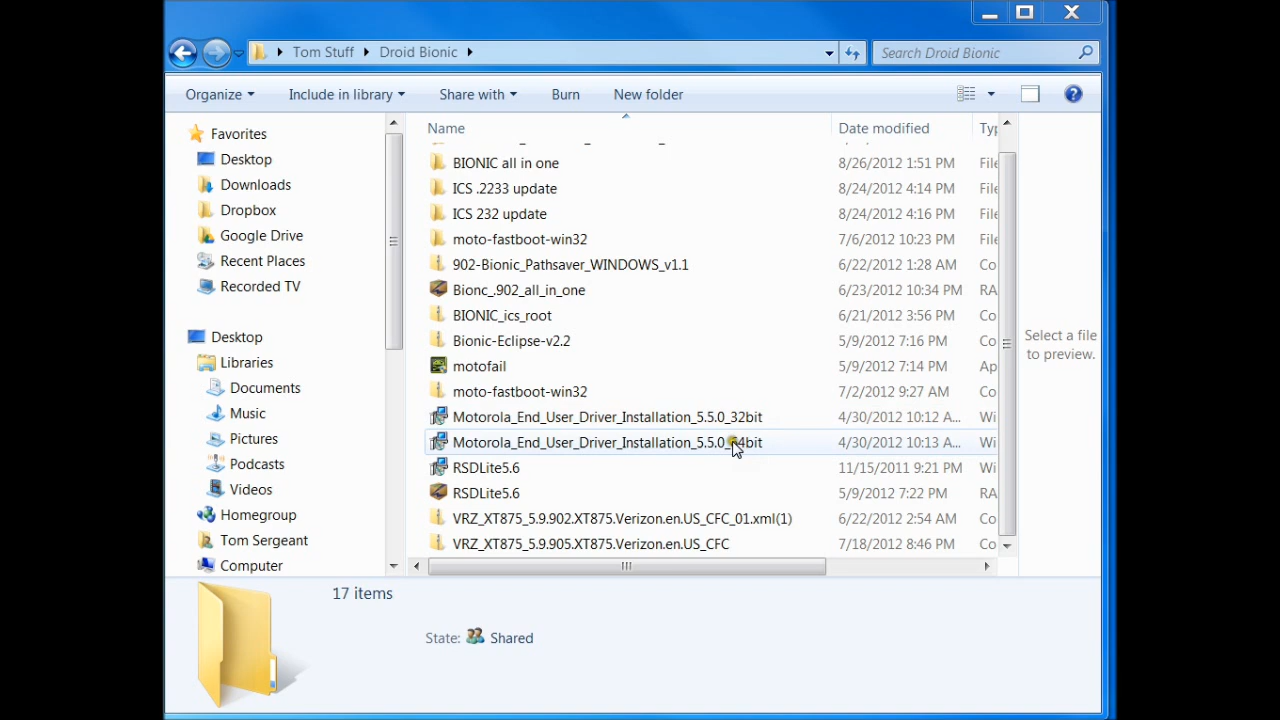 Tom Stuff Droid Bionic
Search Droid Bionic
Organize Include in library Share with Burn New folder
Favorites
Desktop
Downloads
Dropbox
Google Drive
Recent Places
Recorded TV
Desktop
Libraries
Documents
Music
Pictures
Podcasts
Videos
Homegroup
Tom Sergeant
Computer
Name Date modified Typ
BIONIC all in one 8/26/2012 1:51 PM File
ICS .2233 update 8/24/2012 4:14 PM File
ICS 232 update 8/24/2012 4:16 PM File
moto-fastboot-win32 7/6/2012 10:23 PM File
902-Bionic_Pathsaver_WINDOWS_v1.1 6/22/2012 1:28 AM Co
Bionc_.902_all_in_one 6/23/2012 10:34 PM RA
BIONIC_ics_root 6/21/2012 3:56 PM Co
Bionic-Eclipse-v2.2 5/9/2012 7:16 PM Co
motofail 5/9/2012 7:14 PM Ap
moto-fastboot-win32 7/2/2012 9:27 AM Co
Motorola_End_User_Driver_Installation_5.5.0_32bit 4/30/2012 10:12 A... Wi
Motorola_End_User_Driver_Installation_5.5.0_64bit 4/30/2012 10:13 A... Wi
RSDLite5.6 11/15/2011 9:21 PM Wi
RSDLite5.6 5/9/2012 7:22 PM RA
VRZ_XT875_5.9.902.XT875.Verizon.en.US_CFC_01.xml(1) 6/22/2012 2:54 AM Co
VRZ_XT875_5.9.905.XT875.Verizon.en.US_CFC 7/18/2012 8:46 PM Co
Select a file
to preview.
17 items
State: Shared